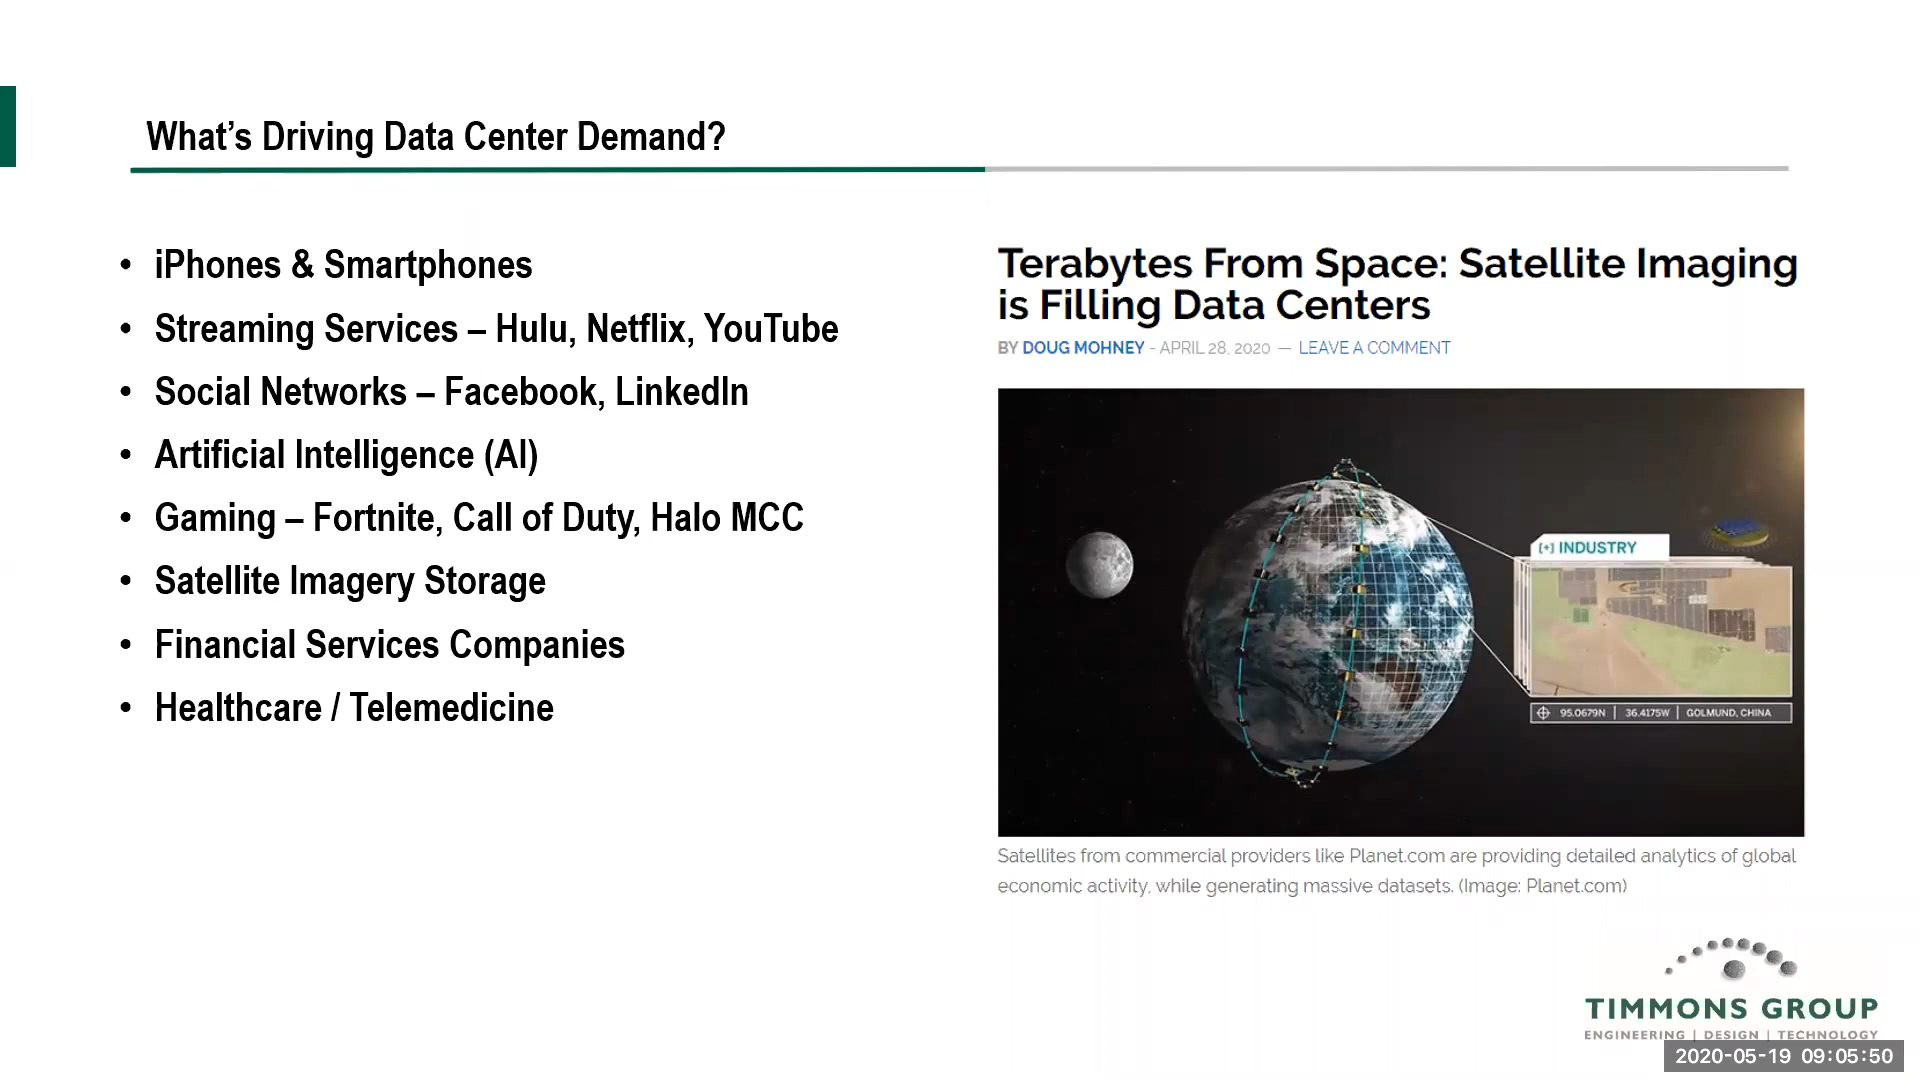 What's Driving Data Center Demand?
• iPhones & Smartphones
• Streaming Services – Hulu, Netflix, YouTube
• Social Networks – Facebook, LinkedIn
• Artificial Intelligence (AI)
• Gaming – Fortnite, Call of Duty, Halo MCC
• Satellite Imagery Storage
• Financial Services Companies
• Healthcare / Telemedicine
Terabytes From Space: Satellite Imaging
is Filling Data Centers
BY DOUG MOHNEY - APRIL 28, 2020 — LEAVE A COMMENT
[+] INDUSTRY
95.0679N | 36.4175W | GOLMUND, CHINA
Satellites from commercial providers like Planet.com are providing detailed analytics of global
economic activity, while generating massive datasets. (Image: Planet.com)
TIMMONS GROUP
ENGINEERING | DESIGN | TECHNOLOGY
2020-05-19 09:05:50